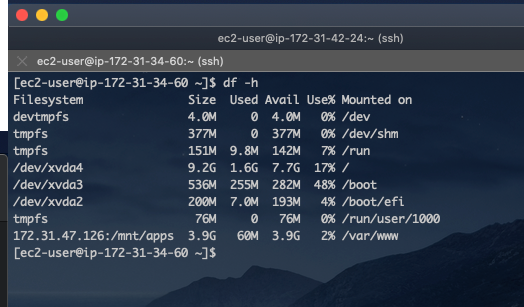 ec2-user@ip-172-31-42-24:~ (ssh)
ec2-user@ip-172-31-34-60:~ (ssh)
[ec2-user@ip-172-31-34-60 ~]$ df -h
Filesystem Size Used Avail Use% Mounted on
devtmpfs 4.0M 0 4.0M 0% /dev
tmpfs 377M 0 377M 0% /dev/shm
tmpfs 151M 9.8M 142M 7% /run
/dev/xvda4 9.2G 1.6G 7.7G 17% /
/dev/xvda3 536M 255M 282M 48% /boot
/dev/xvda2 200M 7.0M 193M 4% /boot/efi
tmpfs 76M 0 76M 0% /run/user/1000
172.31.47.126:/mnt/apps 3.9G 60M 3.9G 2% /var/www
[ec2-user@ip-172-31-34-60 ~]$